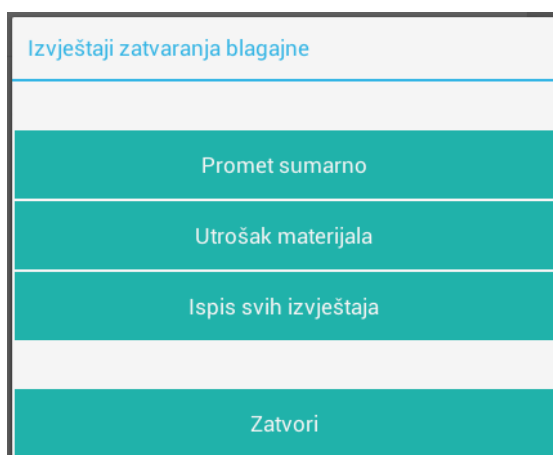 Izvještaji zatvaranja blagajne
Promet sumarno
Utrošak materijala
Ispis svih izvještaja
Zatvori